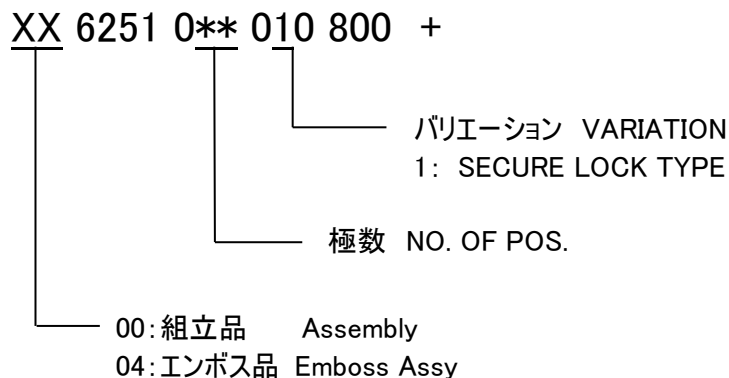 XX 6251 0** 010 800 +
バリエーション VARIATION
1: SECURE LOCK TYPE
極数 NO. OF POS.
00:組立品 Assembly
04:エンボス品 Emboss Assy